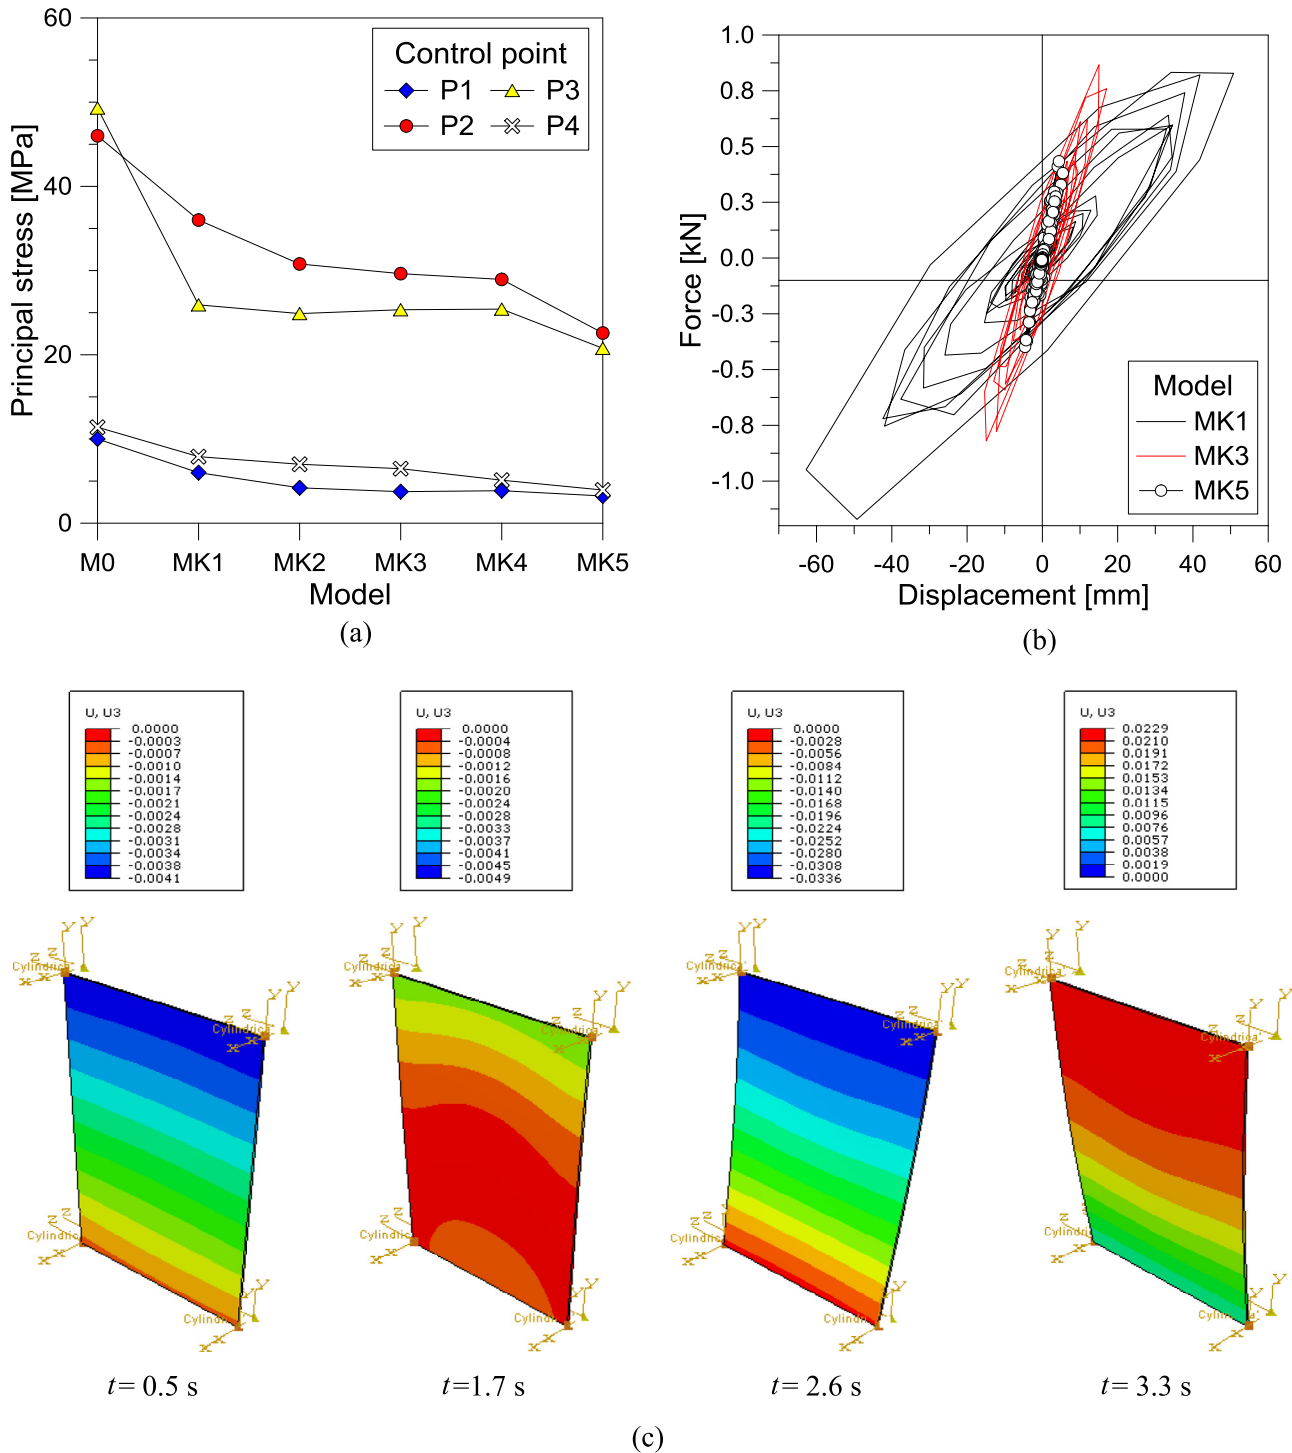 60
40
20
0
Principal stress [MPa]
Control point
P1
P3
P2
P4
M0 MK1 MK2 MK3 MK4 MK5
Model
(a)
1.0
0.8
0.5
0.3
0.0
-0.3
-0.5
-0.8
-1.0
Force [kN]
Model
MK1
MK3
MK5
-60 -40 -20 0 20 40 60
Displacement [mm]
(b)
U, U3
0.0000
-0.0003
-0.0007
-0.0010
-0.0014
-0.0017
-0.0021
-0.0024
-0.0028
-0.0031
-0.0034
-0.0038
-0.0041
U, U3
0.0000
-0.0004
-0.0008
-0.0012
-0.0016
-0.0020
-0.0024
-0.0028
-0.0033
-0.0037
-0.0041
-0.0045
-0.0049
U, U3
0.0000
-0.0028
-0.0056
-0.0084
-0.0112
-0.0140
-0.0168
-0.0196
-0.0224
-0.0252
-0.0280
-0.0308
-0.0336
U, U3
0.0229
0.0210
0.0191
0.0172
0.0153
0.0134
0.0115
0.0096
0.0076
0.0057
0.0038
0.0019
0.0000
t = 0.5 s
t =1.7 s
t = 2.6 s
t = 3.3 s
(c)